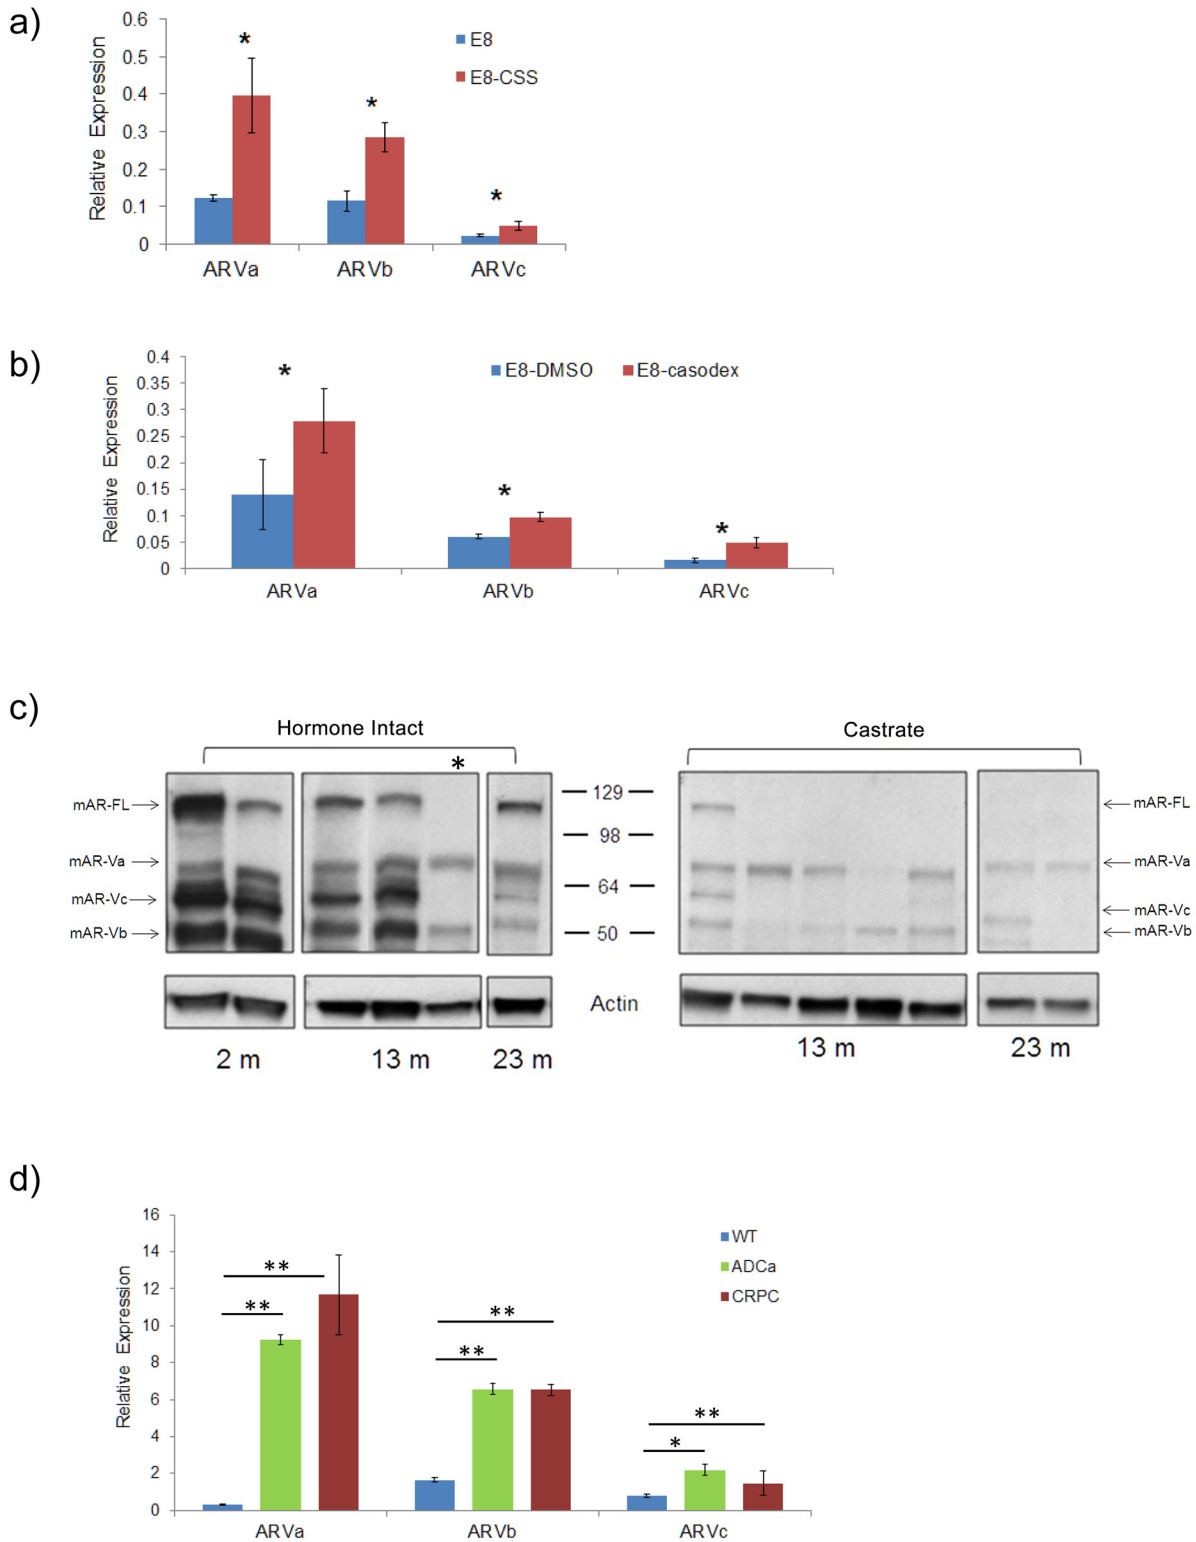 a)
Relative Expression
0.6
0.5
0.4
0.3
0.2
0.1
0
*
*
*
E8
E8-CSS
ARVa
ARVb
ARVc
b)
Relative Expression
0.4
0.35
0.3
0.25
0.2
0.15
0.1
0.05
0
*
*
*
E8-DMSO
E8-casodex
ARVa
ARVb
ARVc
c)
Hormone Intact
Castrate
*
mAR-FL
mAR-Va
mAR-Vc
mAR-Vb
129
98
64
50
mAR-FL
mAR-Va
mAR-Vc
mAR-Vb
Actin
2 m
13 m
23 m
13 m
23 m
d)
Relative Expression
16
14
12
10
8
6
4
2
0
**
**
**
**
**
*
WT
ADCa
CRPC
ARVa
ARVb
ARVc